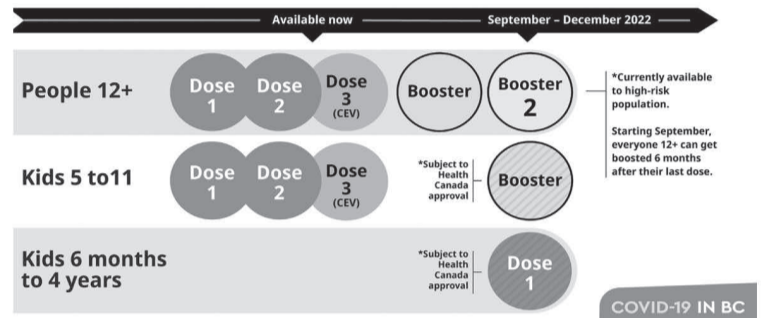 Available now
September – December 2022
People 12+
Dose
1
Dose
2
Dose
3
(CEV)
Booster
Booster
2
*Currently available
to high-risk
population.
Starting September,
everyone 12+ can get
boosted 6 months
after their last dose.
Kids 5 to11
Dose
1
Dose
2
Dose
3
(CEV)
*Subject to
Health
Canada
approval
Booster
Kids 6 months
to 4 years
*Subject to
Health
Canada
approval
Dose
1
COVID-19 IN BC